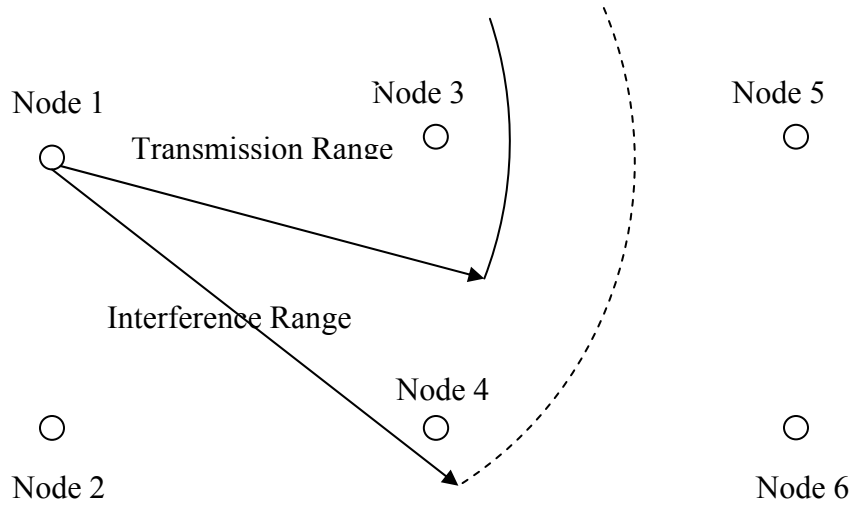 Node 1
Node 3
Node 5
Transmission Range
Interference Range
Node 4
Node 2
Node 6